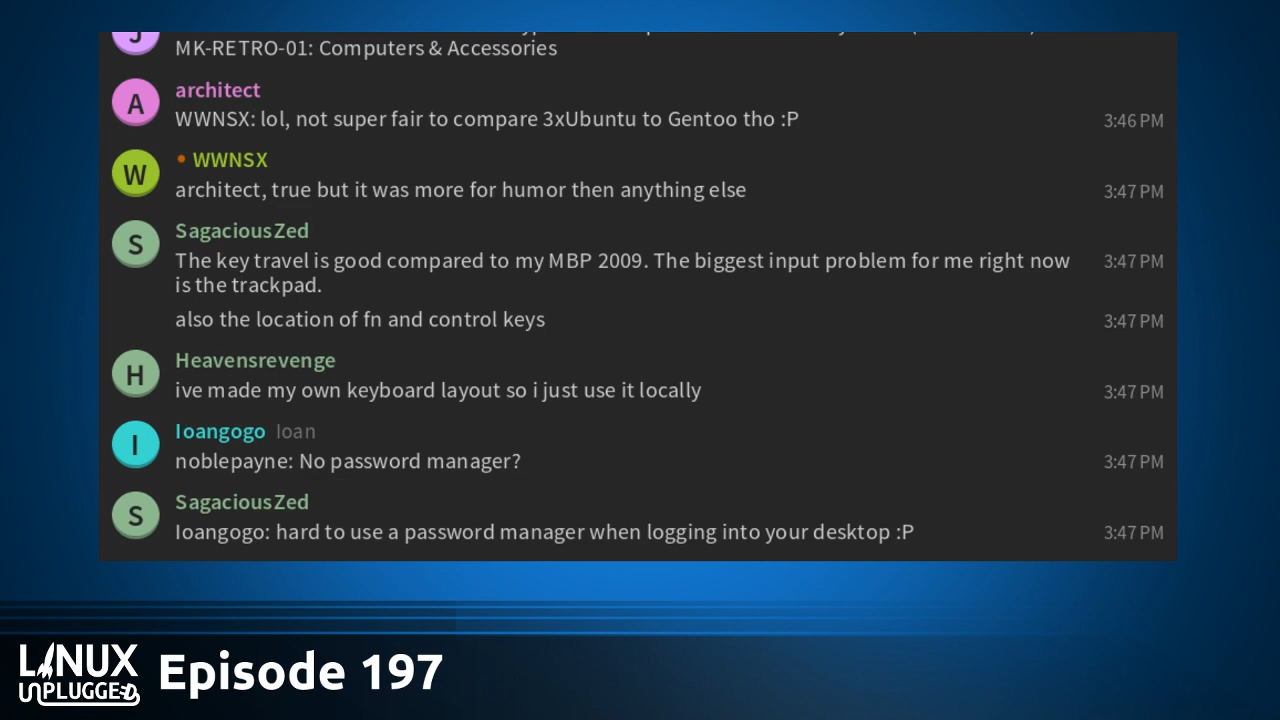 J
MK-RETRO-01: Computers & Accessories
A
architect
WWNSX: lol, not super fair to compare 3xUbuntu to Gentoo tho :P
3:46 PM
W
• WWNSX
architect, true but it was more for humor then anything else
3:47 PM
S
SagaciousZed
The key travel is good compared to my MBP 2009. The biggest input problem for me right now
3:47 PM
is the trackpad.
also the location of fn and control keys
3:47 PM
H
Heavensrevenge
ive made my own keyboard layout so i just use it locally
3:47 PM
I
Ioangogo Ioan
noblepayne: No password manager?
3:47 PM
S
SagaciousZed
Ioangogo: hard to use a password manager when logging into your desktop :P
3:47 PM
LINUX
UNPLUGGED
Episode 197